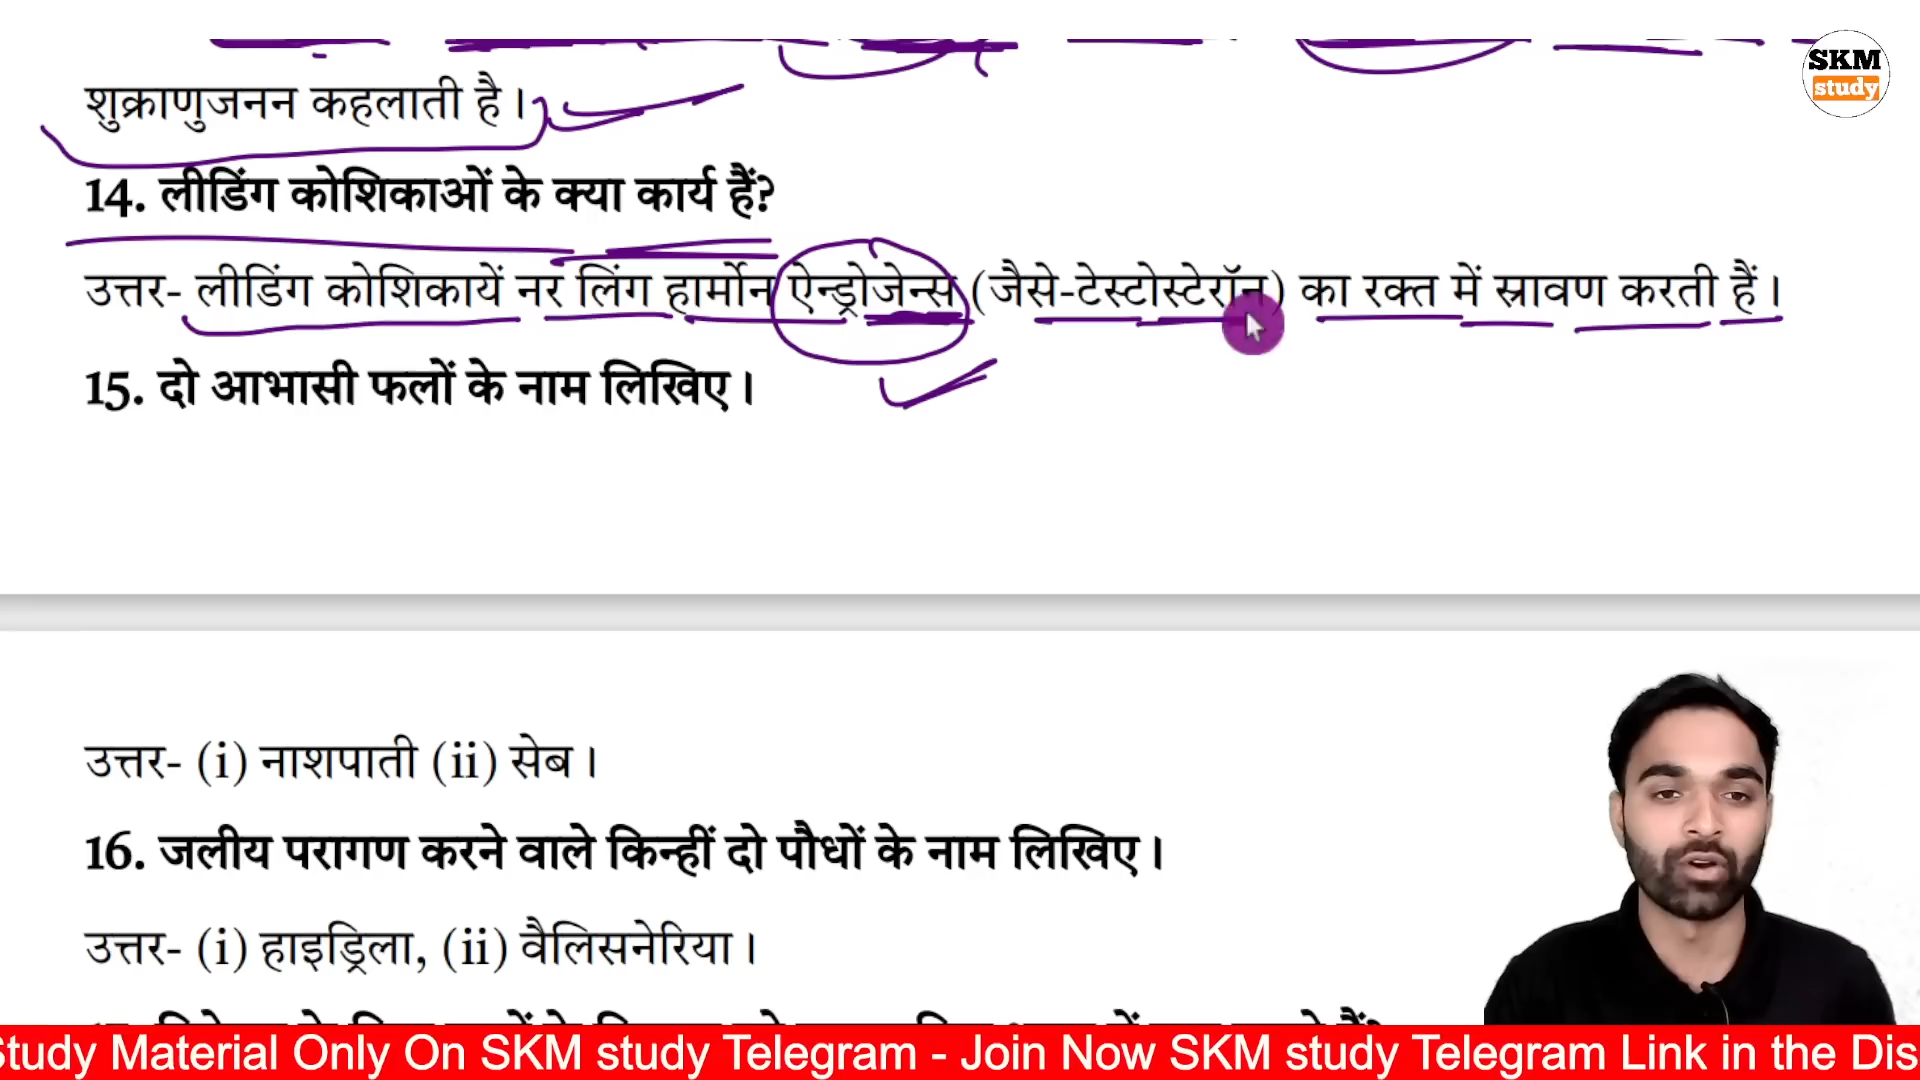 SKM
study
शुक्राणुजनन कहलाती है।
14. लीडिंग कोशिकाओं के क्या कार्य हैं?
उत्तर- लीडिंग कोशिकायें नर लिंग हार्मोन ऐन्ड्रोजेन्स (जैसे-टेस्टोस्टेरॉन) का रक्त में स्रावण करती हैं।
15. दो आभासी फलों के नाम लिखिए।
उत्तर- (i) नाशपाती (ii) सेब।
16. जलीय परागण करने वाले किन्हीं दो पौधों के नाम लिखिए।
उत्तर- (i) हाइड्रिला, (ii) वैलिसनेरिया।
Study Material Only On SKM study Telegram - Join Now SKM study Telegram Link in the Dis